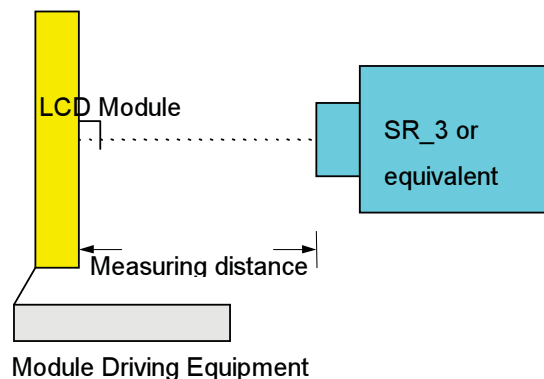 LCD Module
SR_3 or
equivalent
Measuring distance
Module Driving Equipment